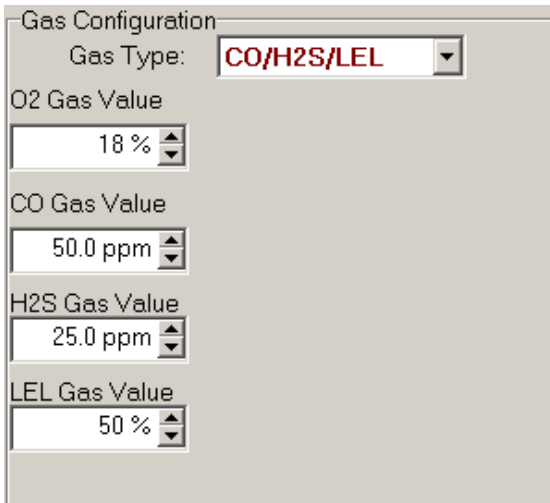 Gas Configuration
Gas Type: CO/H2S/LEL
O2 Gas Value
18 %
CO Gas Value
50.0 ppm
H2S Gas Value
25.0 ppm
LEL Gas Value
50 %